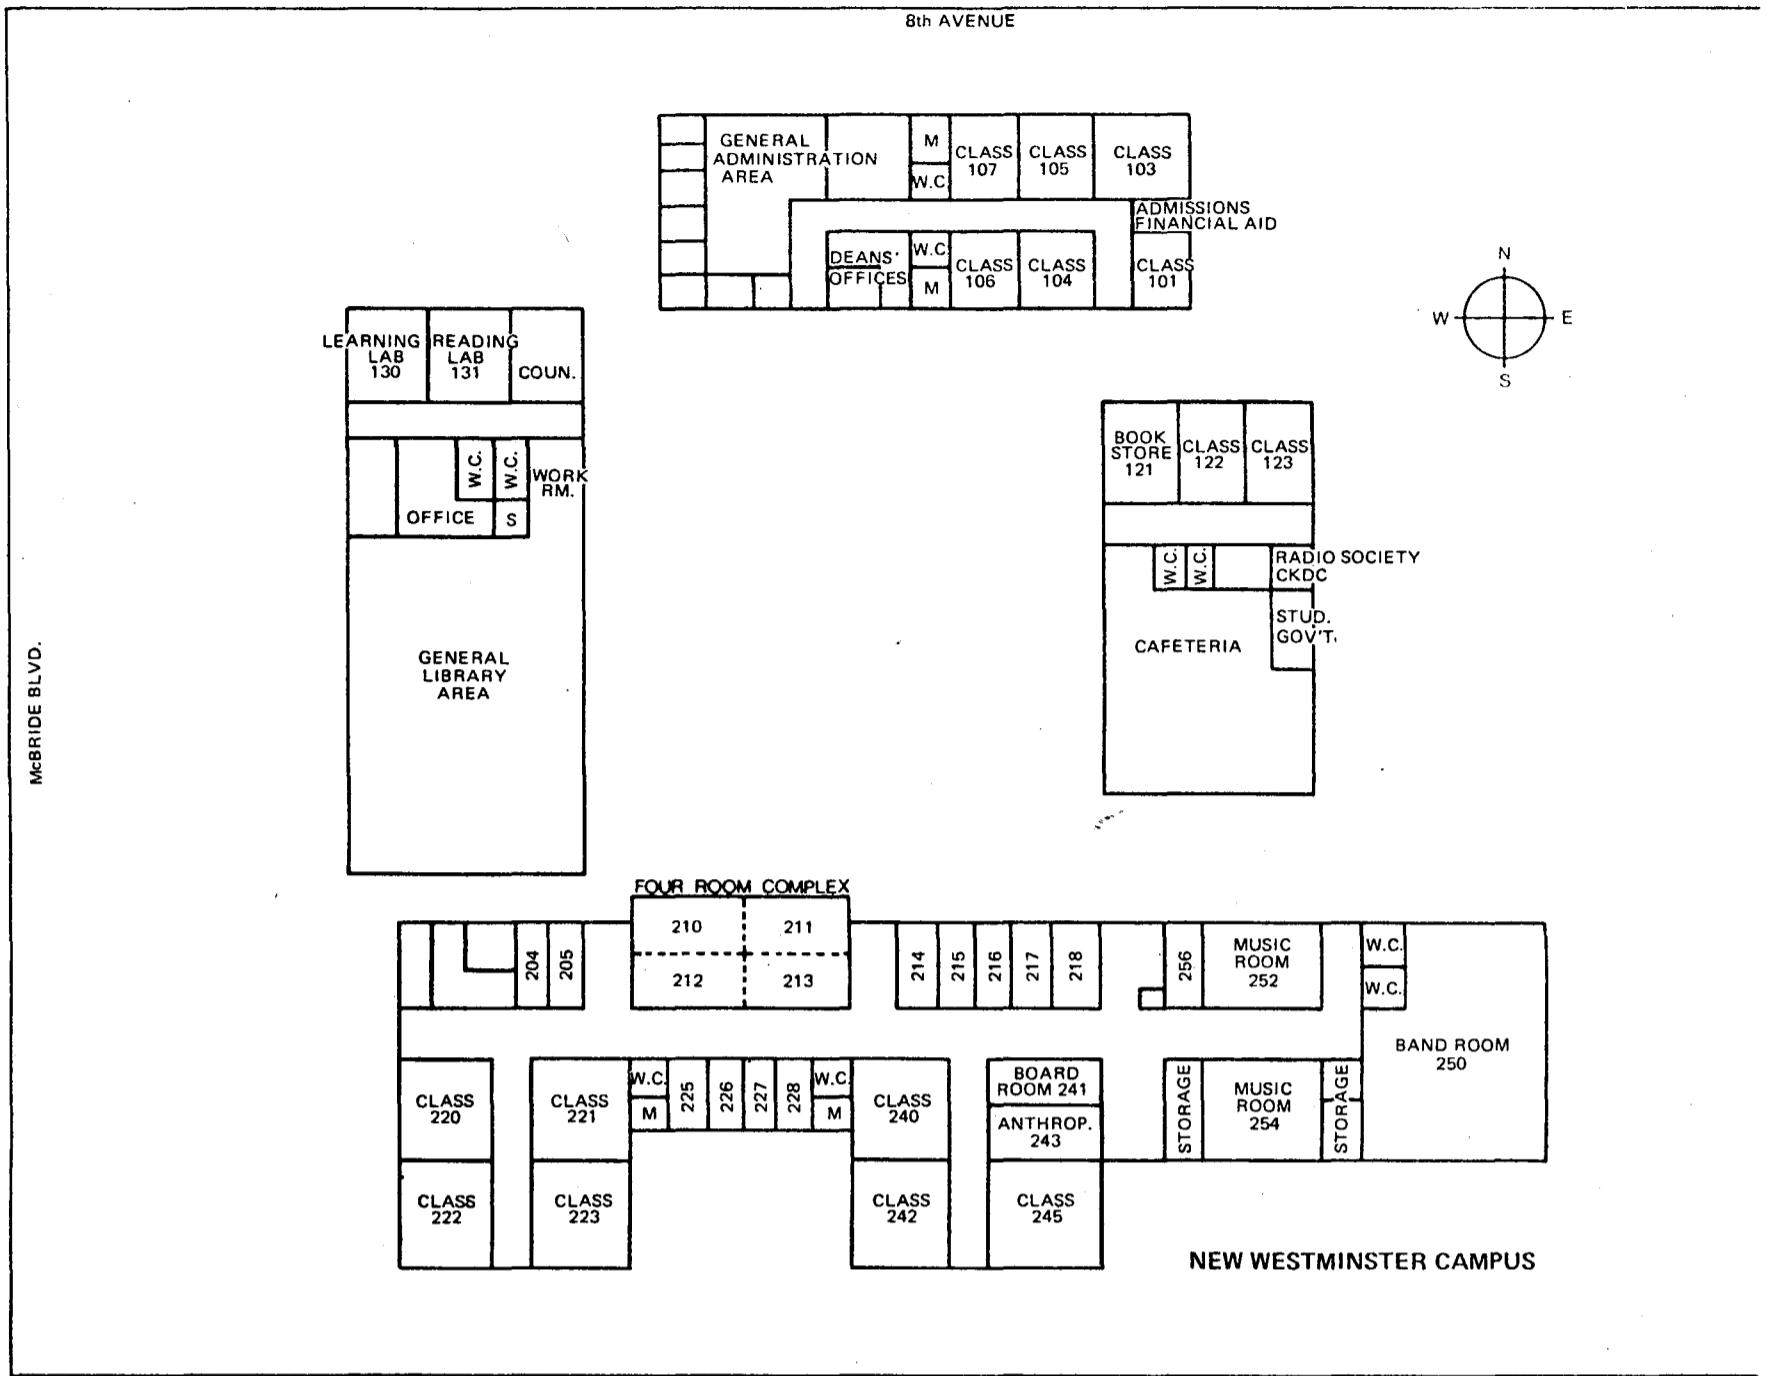 8th AVENUE
GENERAL
ADMINISTRATION
AREA
M
W.C.
CLASS
107
CLASS
105
CLASS
103
ADMISSIONS
FINANCIAL AID
DEANS'
OFFICES
W.C.
M
CLASS
106
CLASS
104
CLASS
101
N
W
E
S
LEARNING
LAB
130
READING
LAB
131
COUN.
W.C.
W.C.
WORK
RM.
OFFICE
S
GENERAL
LIBRARY
AREA
McBRIDE BLVD.
BOOK
STORE
121
CLASS
122
CLASS
123
W.C.
W.C.
RADIO SOCIETY
CKDC
STUD.
GOV'T.
CAFETERIA
FOUR ROOM COMPLEX
210
211
212
213
204
205
214
215
216
217
218
256
MUSIC
ROOM
252
W.C.
W.C.
BAND ROOM
250
CLASS
220
CLASS
221
W.C.
M
225
226
227
228
W.C.
M
CLASS
240
BOARD
ROOM 241
ANTHROP.
243
STORAGE
MUSIC
ROOM
254
STORAGE
CLASS
222
CLASS
223
CLASS
242
CLASS
245
NEW WESTMINSTER CAMPUS